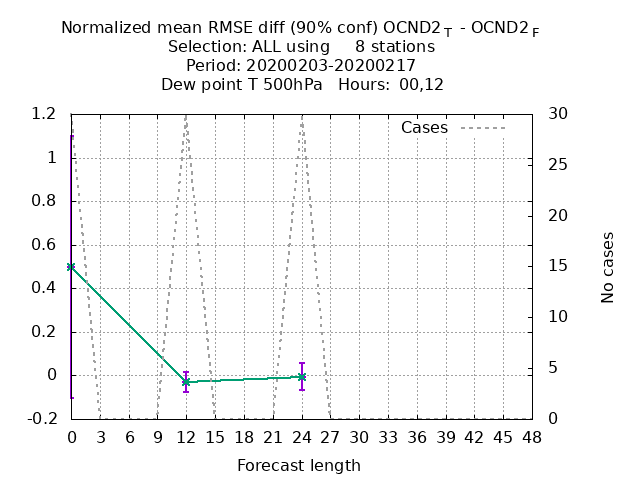 Normalized mean RMSE diff (90% conf) OCND2 T - OCND2 F
Selection: ALL using 8 stations
Period: 20200203-20200217
Dew point T 500hPa Hours: 00,12
Cases
1.2
1
0.8
0.6
0.4
0.2
0
-0.2
30
25
20
15
10
5
0
No cases
0 3 6 9 12 15 18 21 24 27 30 33 36 39 42 45 48
Forecast length